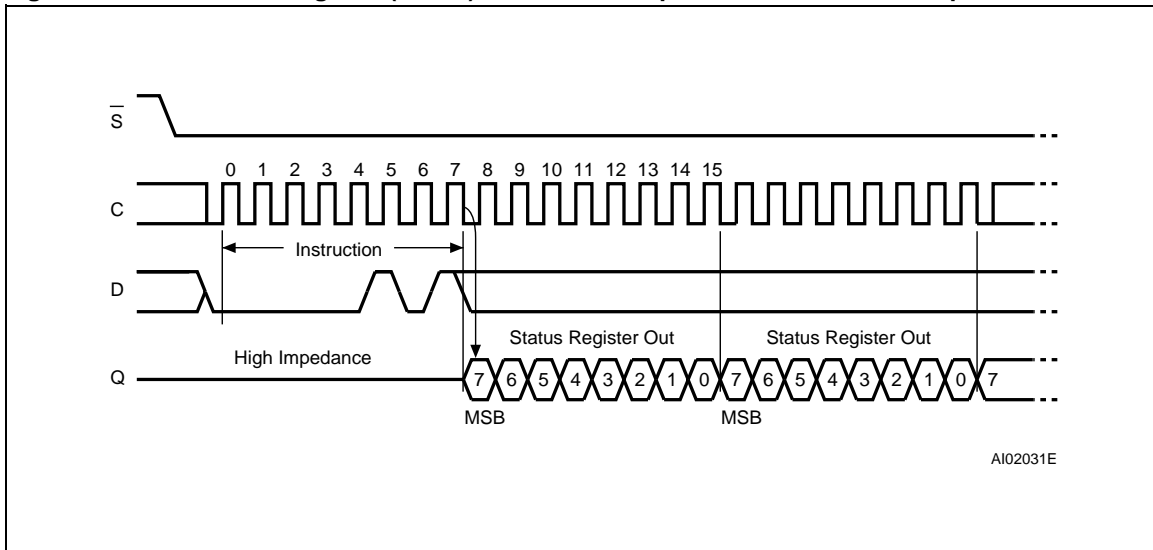 S
0 1 2 3 4 5 6 7 8 9 10 11 12 13 14 15
C
Instruction
D
Status Register Out Status Register Out
High Impedance
Q 7 6 5 4 3 2 1 0 7 6 5 4 3 2 1 0 7
MSB MSB
AI02031E